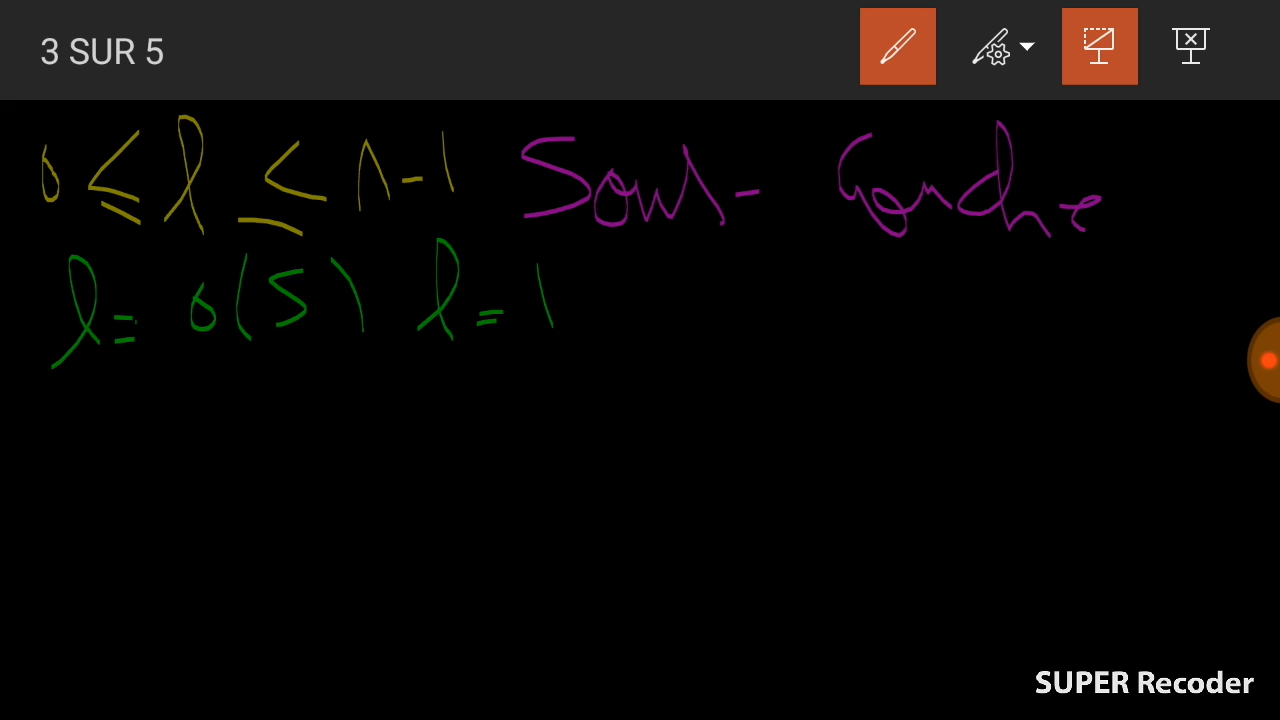 3 SUR 5
0 ≤ l ≤ n-1 Sous-Couche
l = 0(S) l = 1
SUPER Recoder